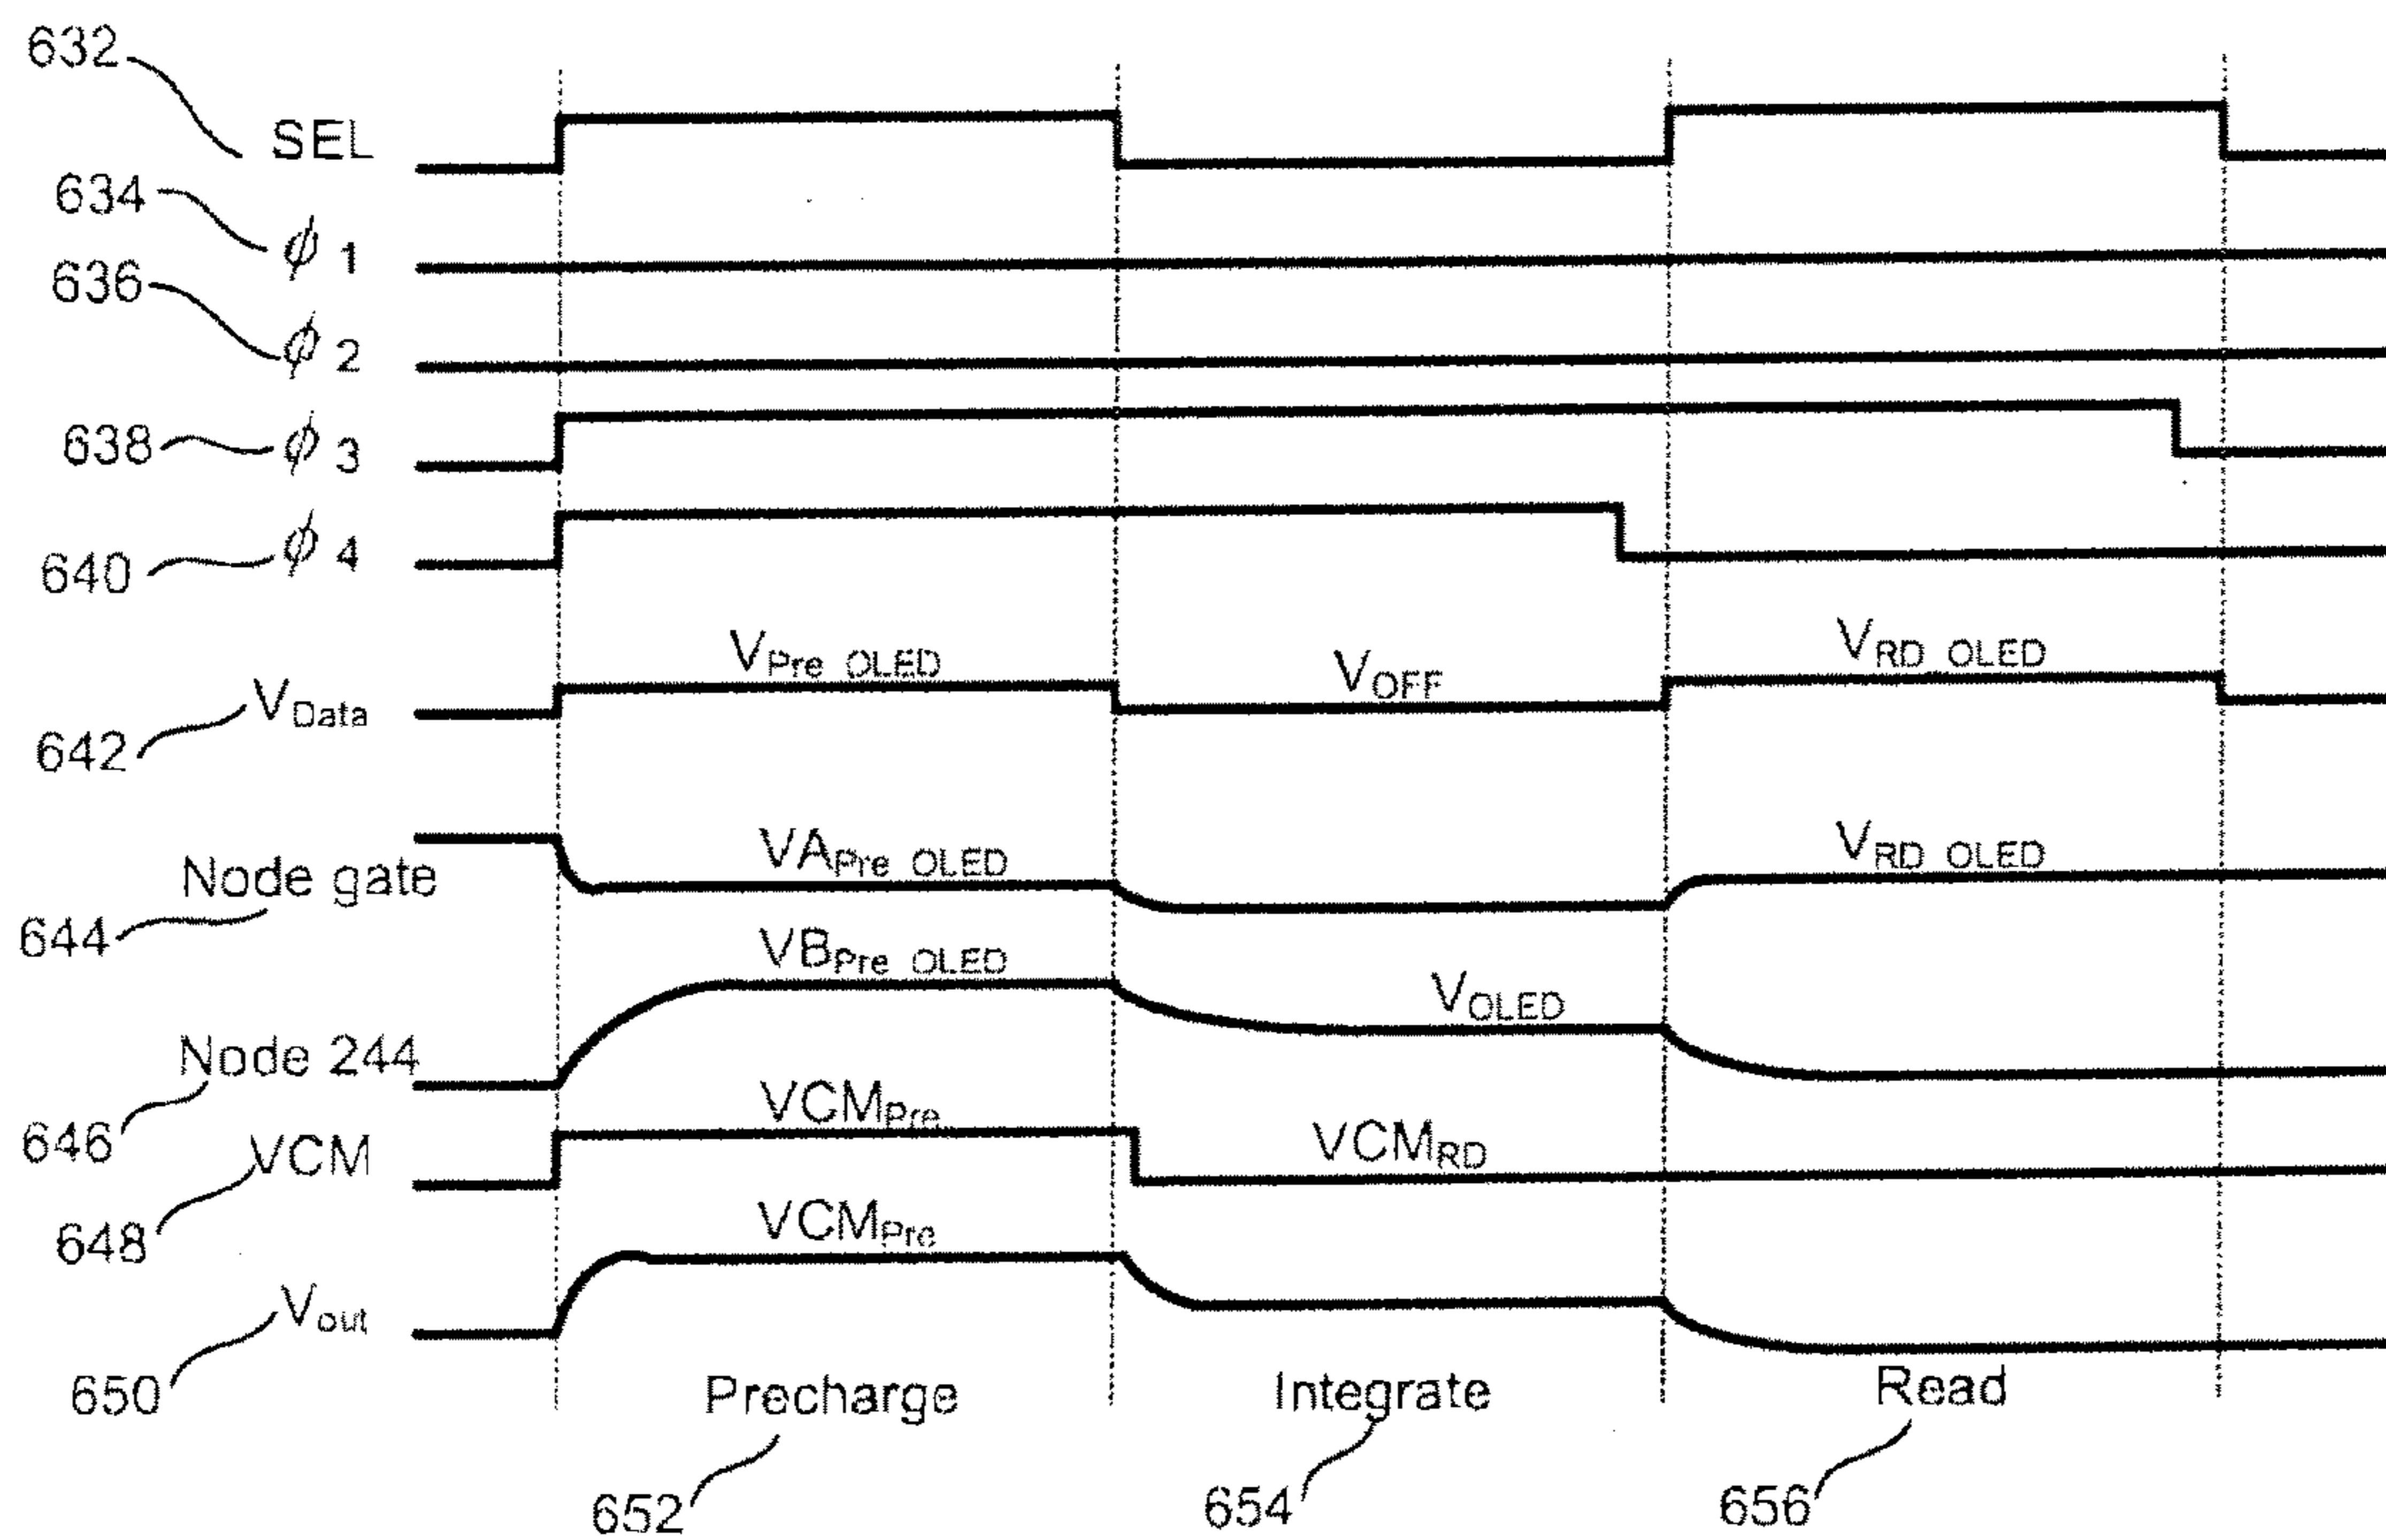 632
SEL
634
ϕ 1
636
ϕ 2
638
ϕ 3
640
ϕ 4
VPre OLED
VOFF
VRD OLED
VData
642
VAPre OLED
VRD OLED
Node gate
644
VBPre OLED
VOLED
Node 244
646
VCMPre
VCM
VCMRD
648
VCMPre
Vout
650
Precharge
Integrate
Read
652
654
656